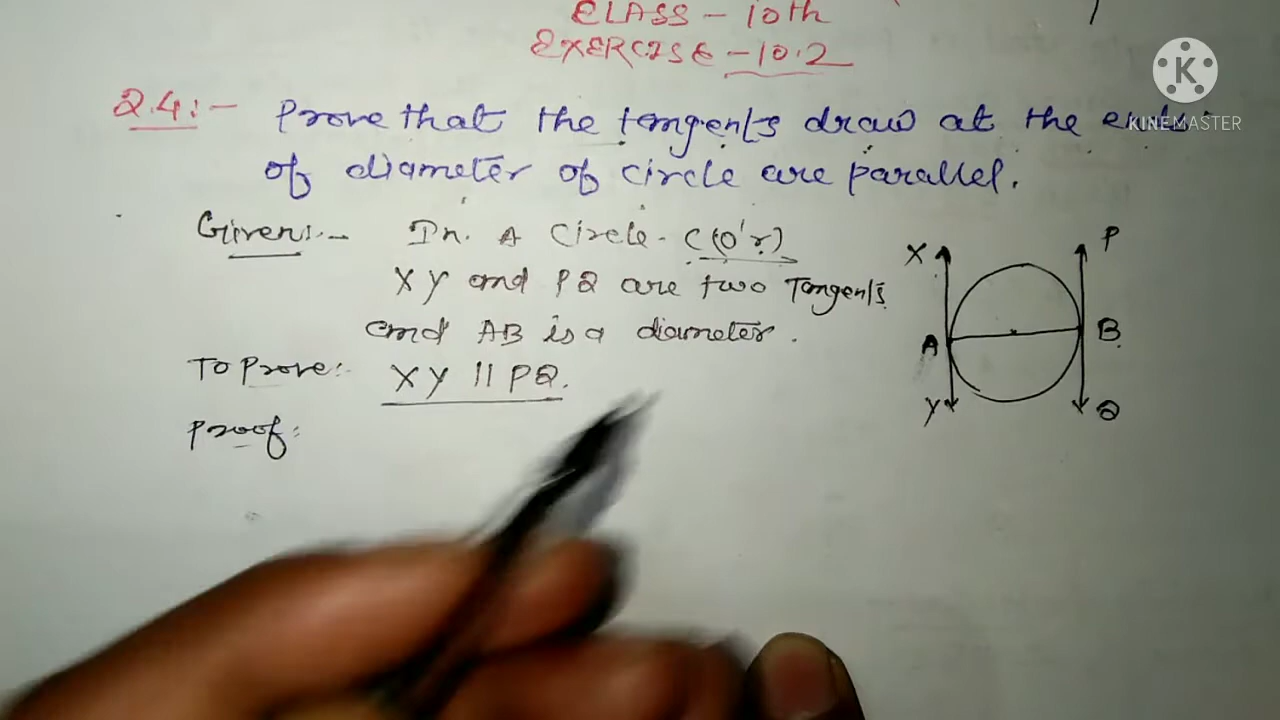 CLASS - 10th
EXERCISE - 10.2
Q.4:- Prove that the tangents draw at the ends
of diameter of circle are parallel.
Given:- In. A Circle- C(O'r)
XY and PQ are two Tangents
and AB is a diameter.
To Prove:- XY || PQ.
Proof:
X
P
A
B
Y
Q
K
KINEMASTER